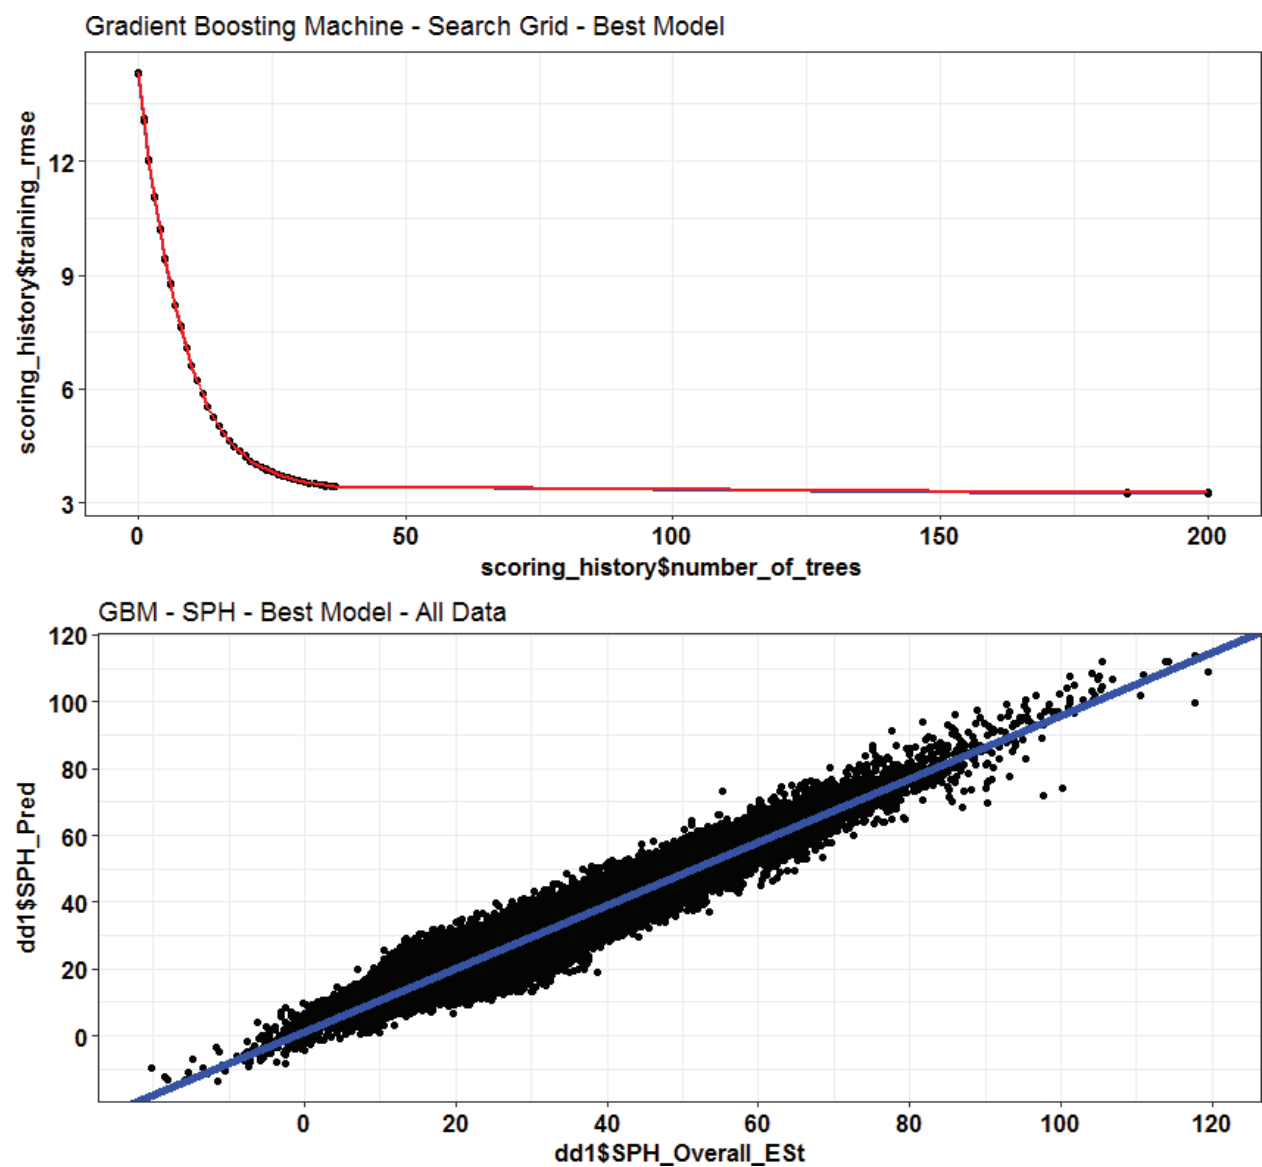 Gradient Boosting Machine - Search Grid - Best Model
scoring_history$training_rmse
12
9
6
3
0 50 100 150 200
scoring_history$number_of_trees
GBM - SPH - Best Model - All Data
dd1$SPH_Pred
120
100
80
60
40
20
0
0 20 40 60 80 100 120
dd1$SPH_Overall_ESt